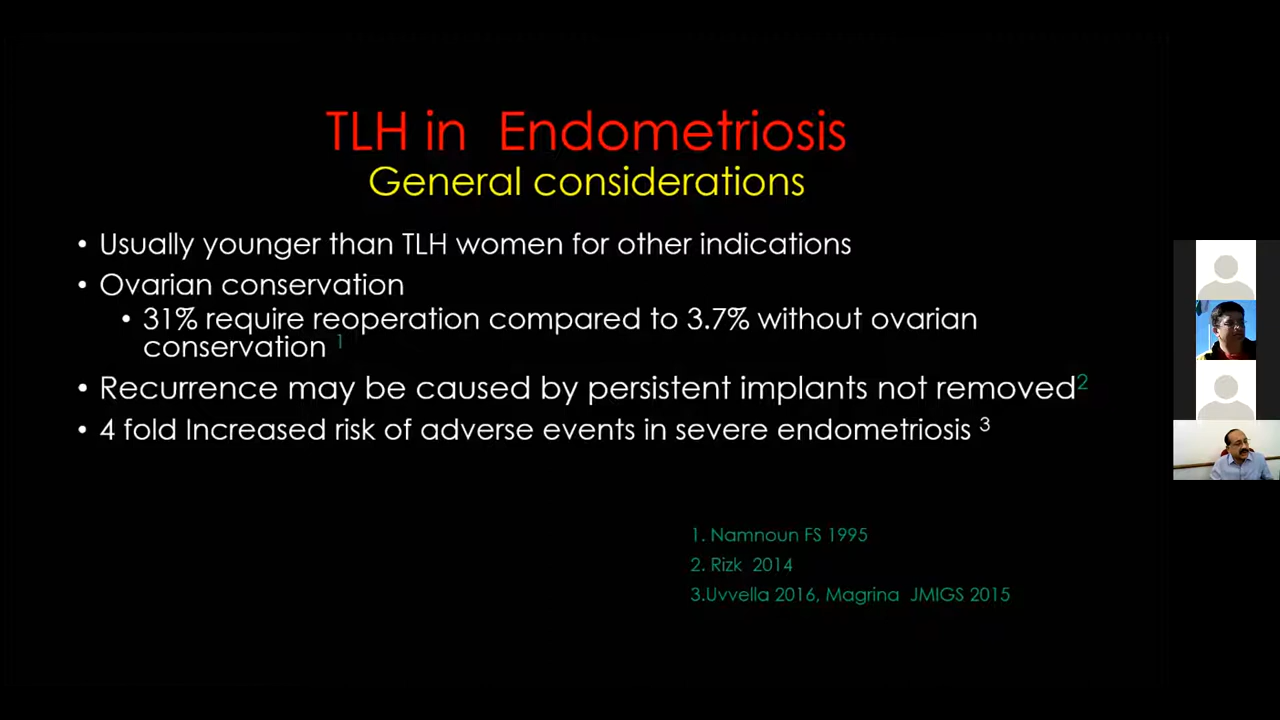 TLH in Endometriosis
General considerations
• Usually younger than TLH women for other indications
• Ovarian conservation
• 31% require reoperation compared to 3.7% without ovarian
conservation 1
• Recurrence may be caused by persistent implants not removed2
• 4 fold Increased risk of adverse events in severe endometriosis 3
1. Namnoun FS 1995
2. Rizk 2014
3.Uvvella 2016, Magrina JMIGS 2015